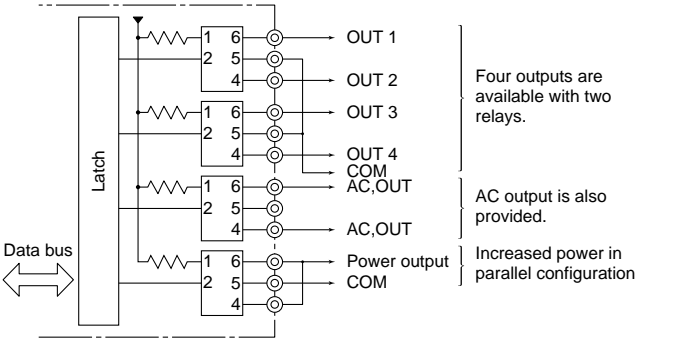 1 6 OUT 1
2 5
4 OUT 2
Four outputs are
available with two
relays.
1 6 OUT 3
2 5
4 OUT 4
COM
1 6 AC,OUT
2 5
4 AC,OUT
AC output is also
provided.
Latch
Data bus
1 6 Power output
2 5 COM
4
Increased power in
parallel configuration